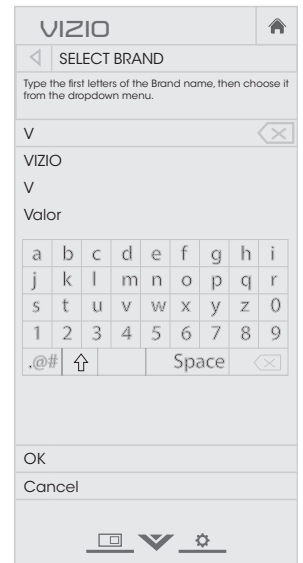 VIZIO
SELECT BRAND
Type the first letters of the Brand name, then choose it
from the dropdown menu.
V
VIZIO
V
Valor
a b c d e f g h i
j k l m n o p q r
s t u v w x y z 0
1 2 3 4 5 6 7 8 9
.@# Space
OK
Cancel